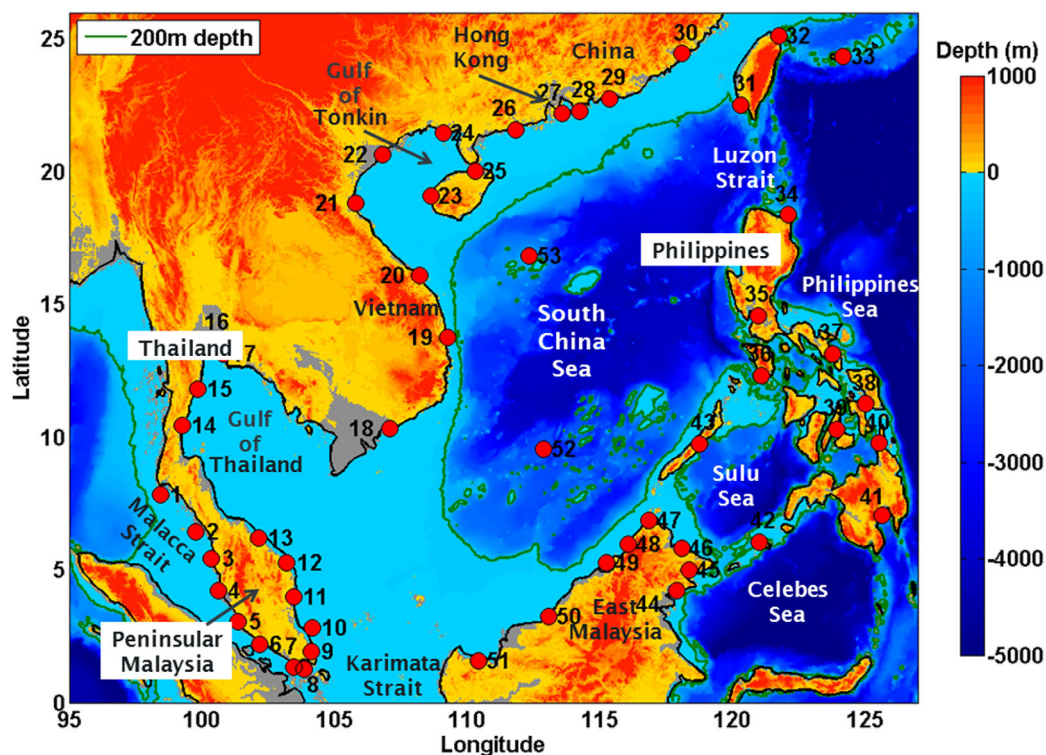 25
20
15
10
5
0
Latitude
95
100
105
110
115
120
125
Longitude
200m depth
Hong
Kong
China
Gulf
of
Tonkin
Luzon
Strait
Philippines
Philippines
Sea
South
China
Sea
Vietnam
Thailand
Gulf
of
Thailand
Malacca
Strait
Sulu
Sea
Celebes
Sea
East
Malaysia
Peninsular
Malaysia
Karimata
Strait
30
32
33
29
28
27
26
31
24
22
25
23
21
34
53
20
35
19
16
17
37
36
15
38
14
39
43
18
40
52
1
41
2
13
42
47
3
12
48
46
49
45
4
11
44
5
10
50
6
7
9
51
8
Depth (m)
1000
0
-1000
-2000
-3000
-4000
-5000